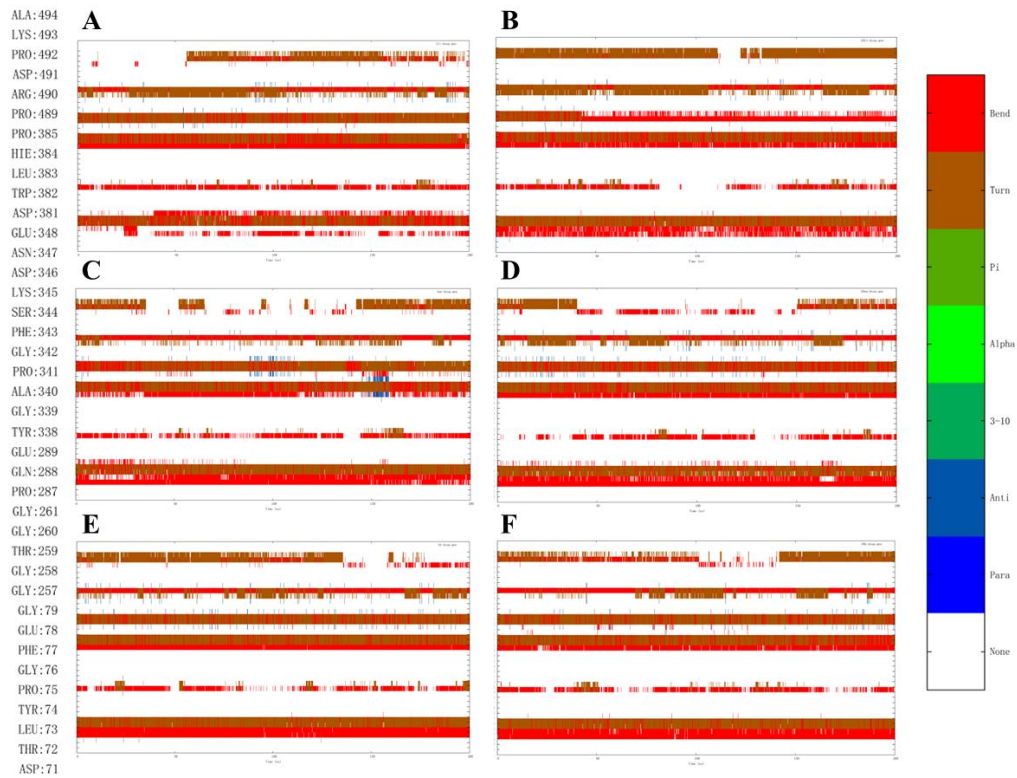 ALA:494
LYS:493
PRO:492
ASP:491
ARG:490
PRO:489
PRO:385
HIE:384
LEU:383
TRP:382
ASP:381
GLU:348
ASN:347
ASP:346
LYS:345
SER:344
PHE:343
GLY:342
PRO:341
ALA:340
GLY:339
TYR:338
GLU:289
GLN:288
PRO:287
GLY:261
GLY:260
THR:259
GLY:258
GLY:257
GLY:79
GLU:78
PHE:77
GLY:76
PRO:75
TYR:74
LEU:73
THR:72
ASP:71
A
B
C
D
E
F
Bend
Turn
Pi
Alpha
3-10
Anti
Para
None